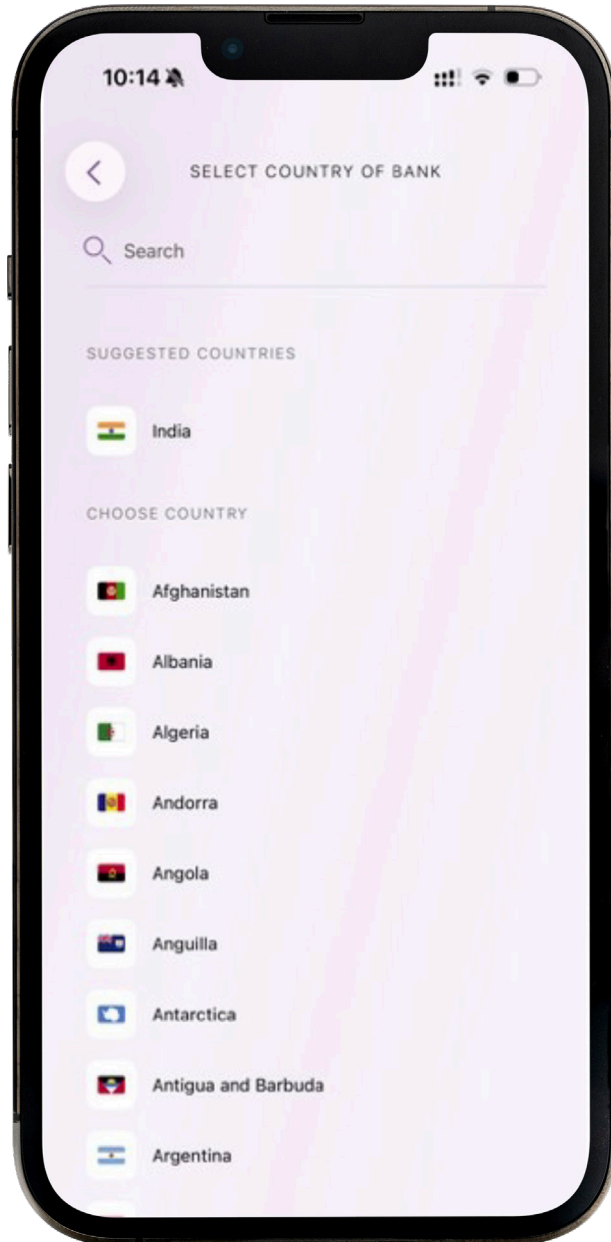 10:14
SELECT COUNTRY OF BANK
Search
SUGGESTED COUNTRIES
India
CHOOSE COUNTRY
Afghanistan
Albania
Algeria
Andorra
Angola
Anguilla
Antarctica
Antigua and Barbuda
Argentina